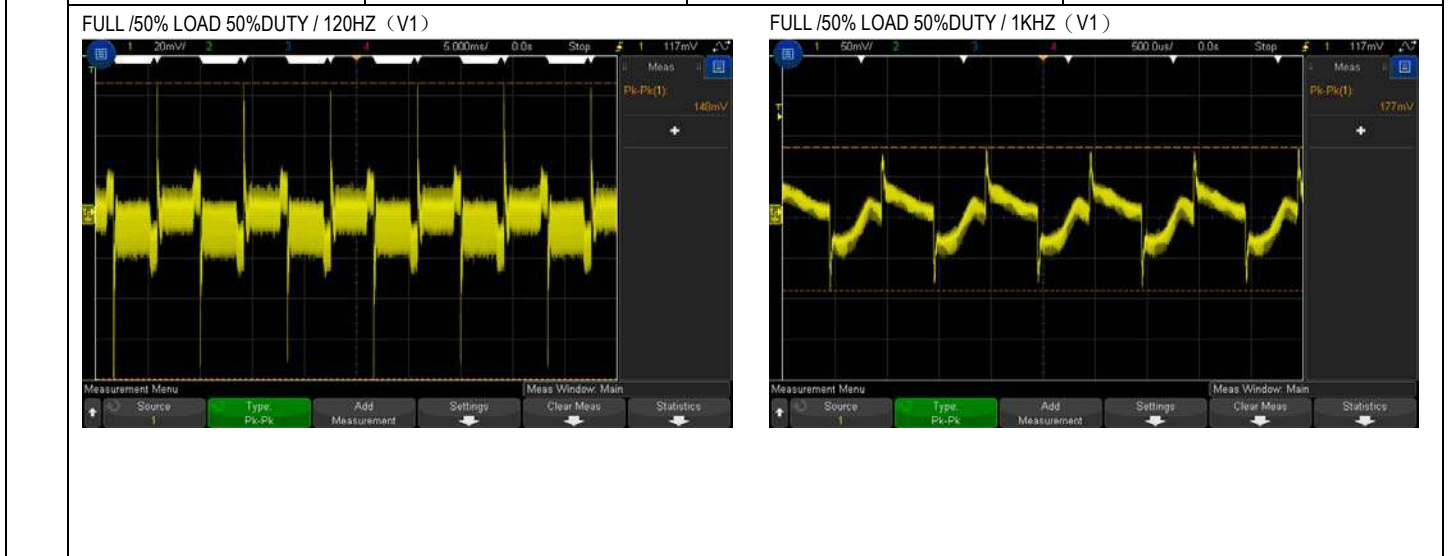 FULL /50% LOAD 50%DUTY / 120HZ（V1）
1 20mV/ 2 3 4 5.000ms/ 0.0s Stop 1 117mV
Meas
Pk-Pk(1):
148mV
Measurement Menu
Meas Window: Main
Source
1
Type:
Pk-Pk
Add
Measurement
Settings
Clear Meas
Statistics
FULL /50% LOAD 50%DUTY / 1KHZ（V1）
1 50mV/ 2 3 4 500.0us/ 0.0s Stop 1 117mV
Meas
Pk-Pk(1):
177mV
Measurement Menu
Meas Window: Main
Source
1
Type:
Pk-Pk
Add
Measurement
Settings
Clear Meas
Statistics